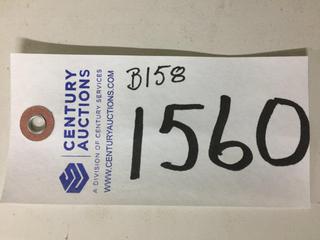 CENTURY
AUCTIONS
A DIVISION OF CENTURY SERVICES
WWW.CENTURYAUCTIONS.COM
B158
1560